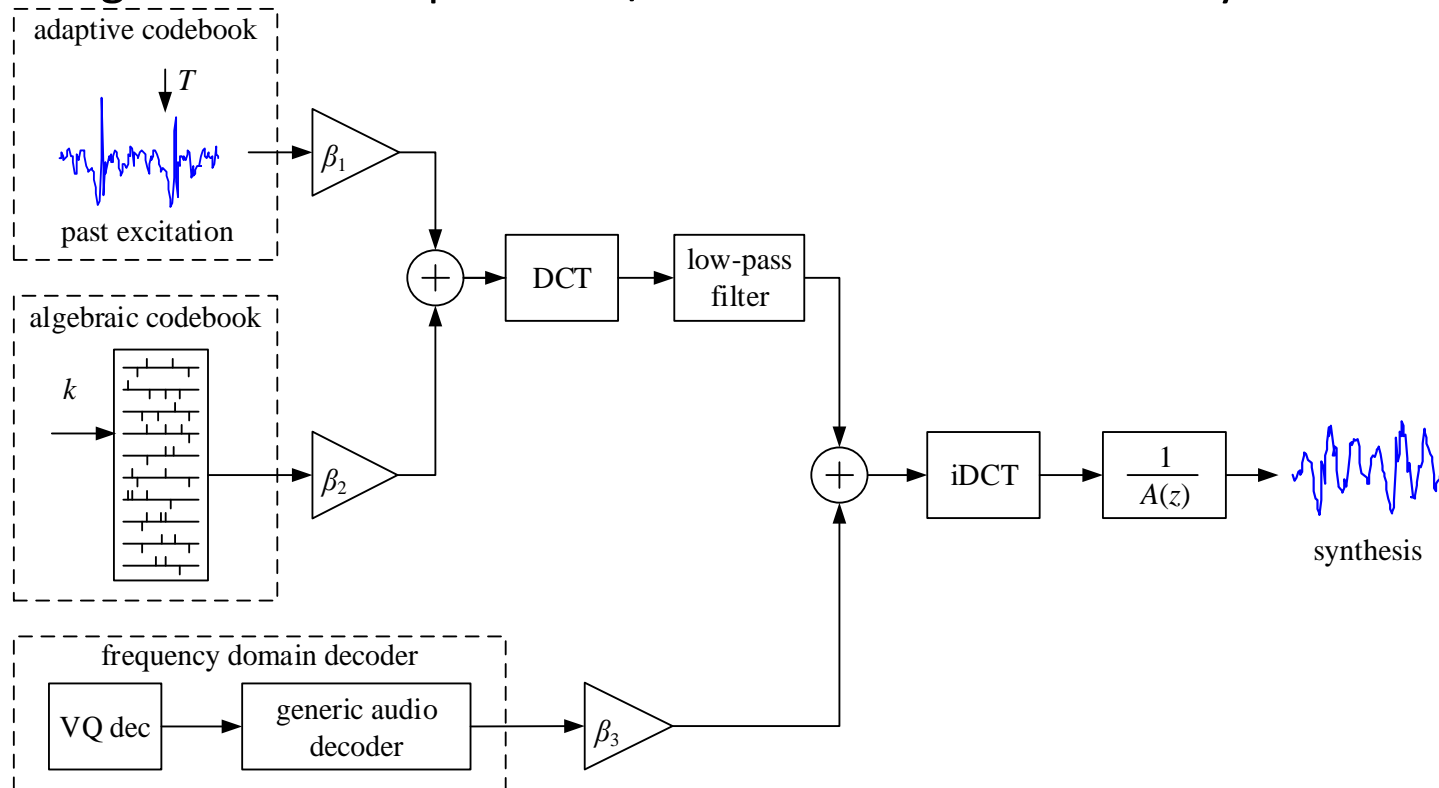 adaptive codebook
T
β1
past excitation
+
DCT
low-pass
filter
algebraic codebook
k
β2
+
iDCT
1
A(z)
synthesis
frequency domain decoder
VQ dec
generic audio
decoder
β3